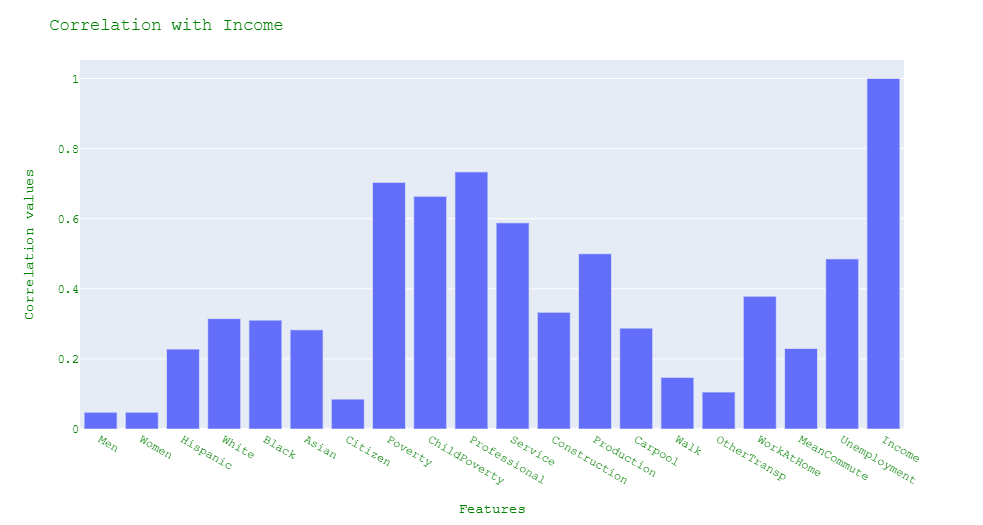 Correlation with Income
Correlation values
1
0.8
0.6
0.4
0.2
0
Men
Women
Hispanic
White
Black
Asian
Citizen
Poverty
ChildPoverty
Professional
Service
Construction
Production
Carpool
Walk
OtherTransp
WorkAtHome
MeanCommute
Unemployment
Income
Features